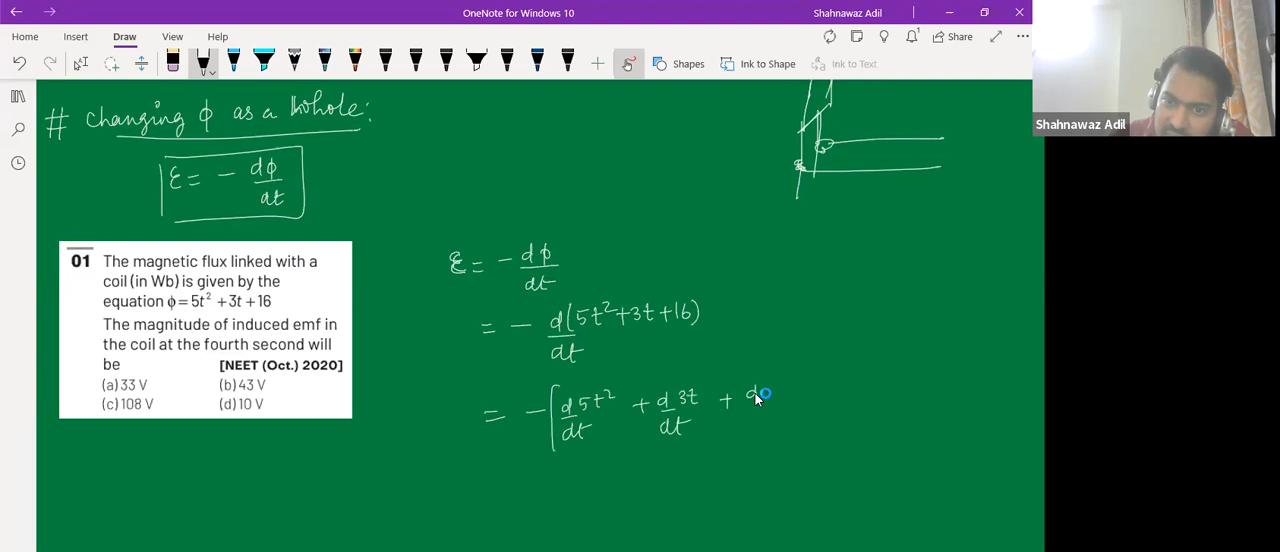 OneNote for Windows 10
Shahnawaz Adil
Home Insert Draw View Help
Share
Shapes Ink to Shape Ink to Text
Shahnawaz Adil
# Changing ϕ as a whole:
ℇ = - dϕ/dt
01 The magnetic flux linked with a
coil (in Wb) is given by the
equation ϕ = 5t² + 3t + 16
The magnitude of induced emf in
the coil at the fourth second will
be [NEET (Oct.) 2020]
(a) 33 V (b) 43 V
(c) 108 V (d) 10 V
ℇ = - dϕ/dt
= - d(5t²+3t+16)/dt
= - [d5t²/dt + d3t/dt + d